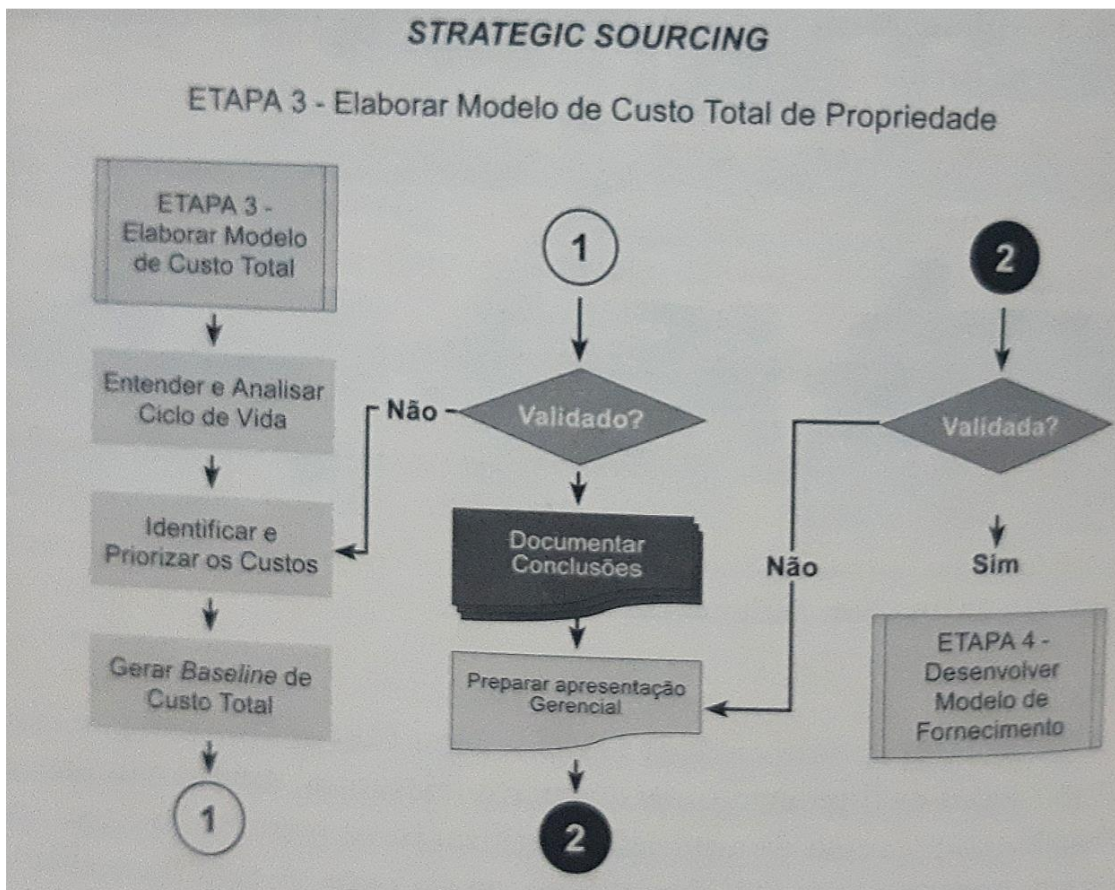 STRATEGIC SOURCING
ETAPA 3 - Elaborar Modelo de Custo Total de Propriedade
ETAPA 3 -
Elaborar Modelo
de Custo Total
Entender e Analisar
Ciclo de Vida
Identificar e
Priorizar os Custos
Gerar Baseline de
Custo Total
1
1
Validado?
Não
Documentar
Conclusões
Preparar apresentação
Gerencial
2
2
Validada?
Não
Sim
ETAPA 4 -
Desenvolver
Modelo de
Fornecimento